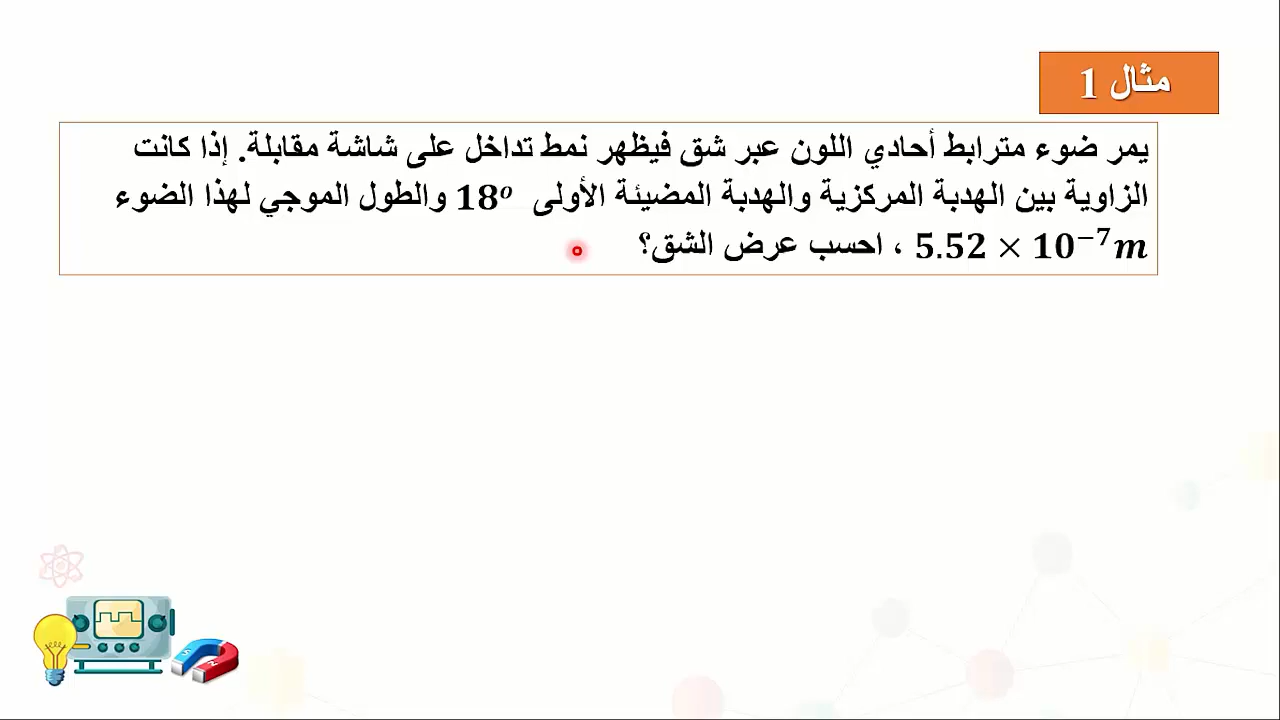 مثال 1
يمر ضوء مترابط أحادي اللون عبر شق فيظهر نمط تداخل على شاشة مقابلة. إذا كانت
الزاوية بين الهدبة المركزية والهدبة المضيئة الأولى 18º والطول الموجي لهذا الضوء
5.52 × 10⁻⁷m ، احسب عرض الشق؟